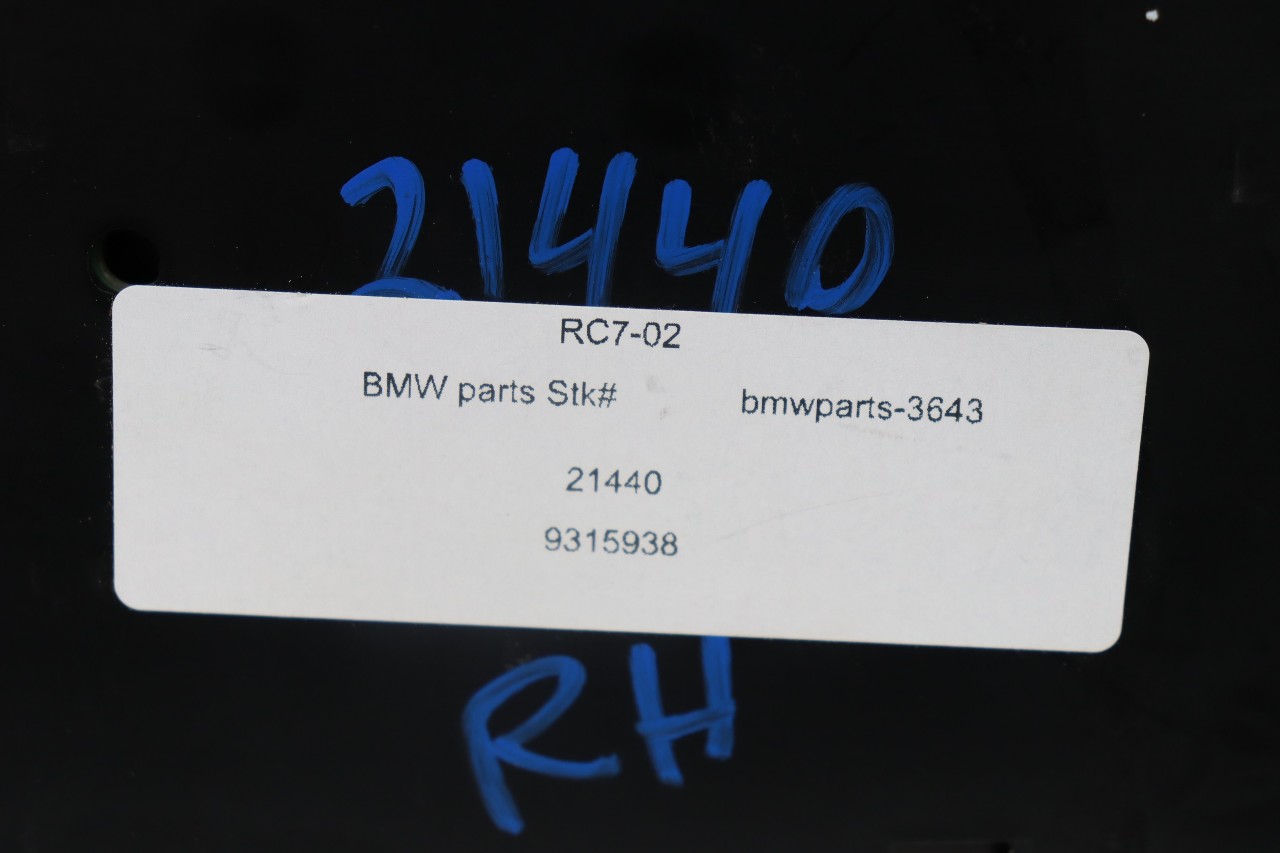 21440
RC7-02
BMW parts Stk# bmwparts-3643
21440
9315938
RH